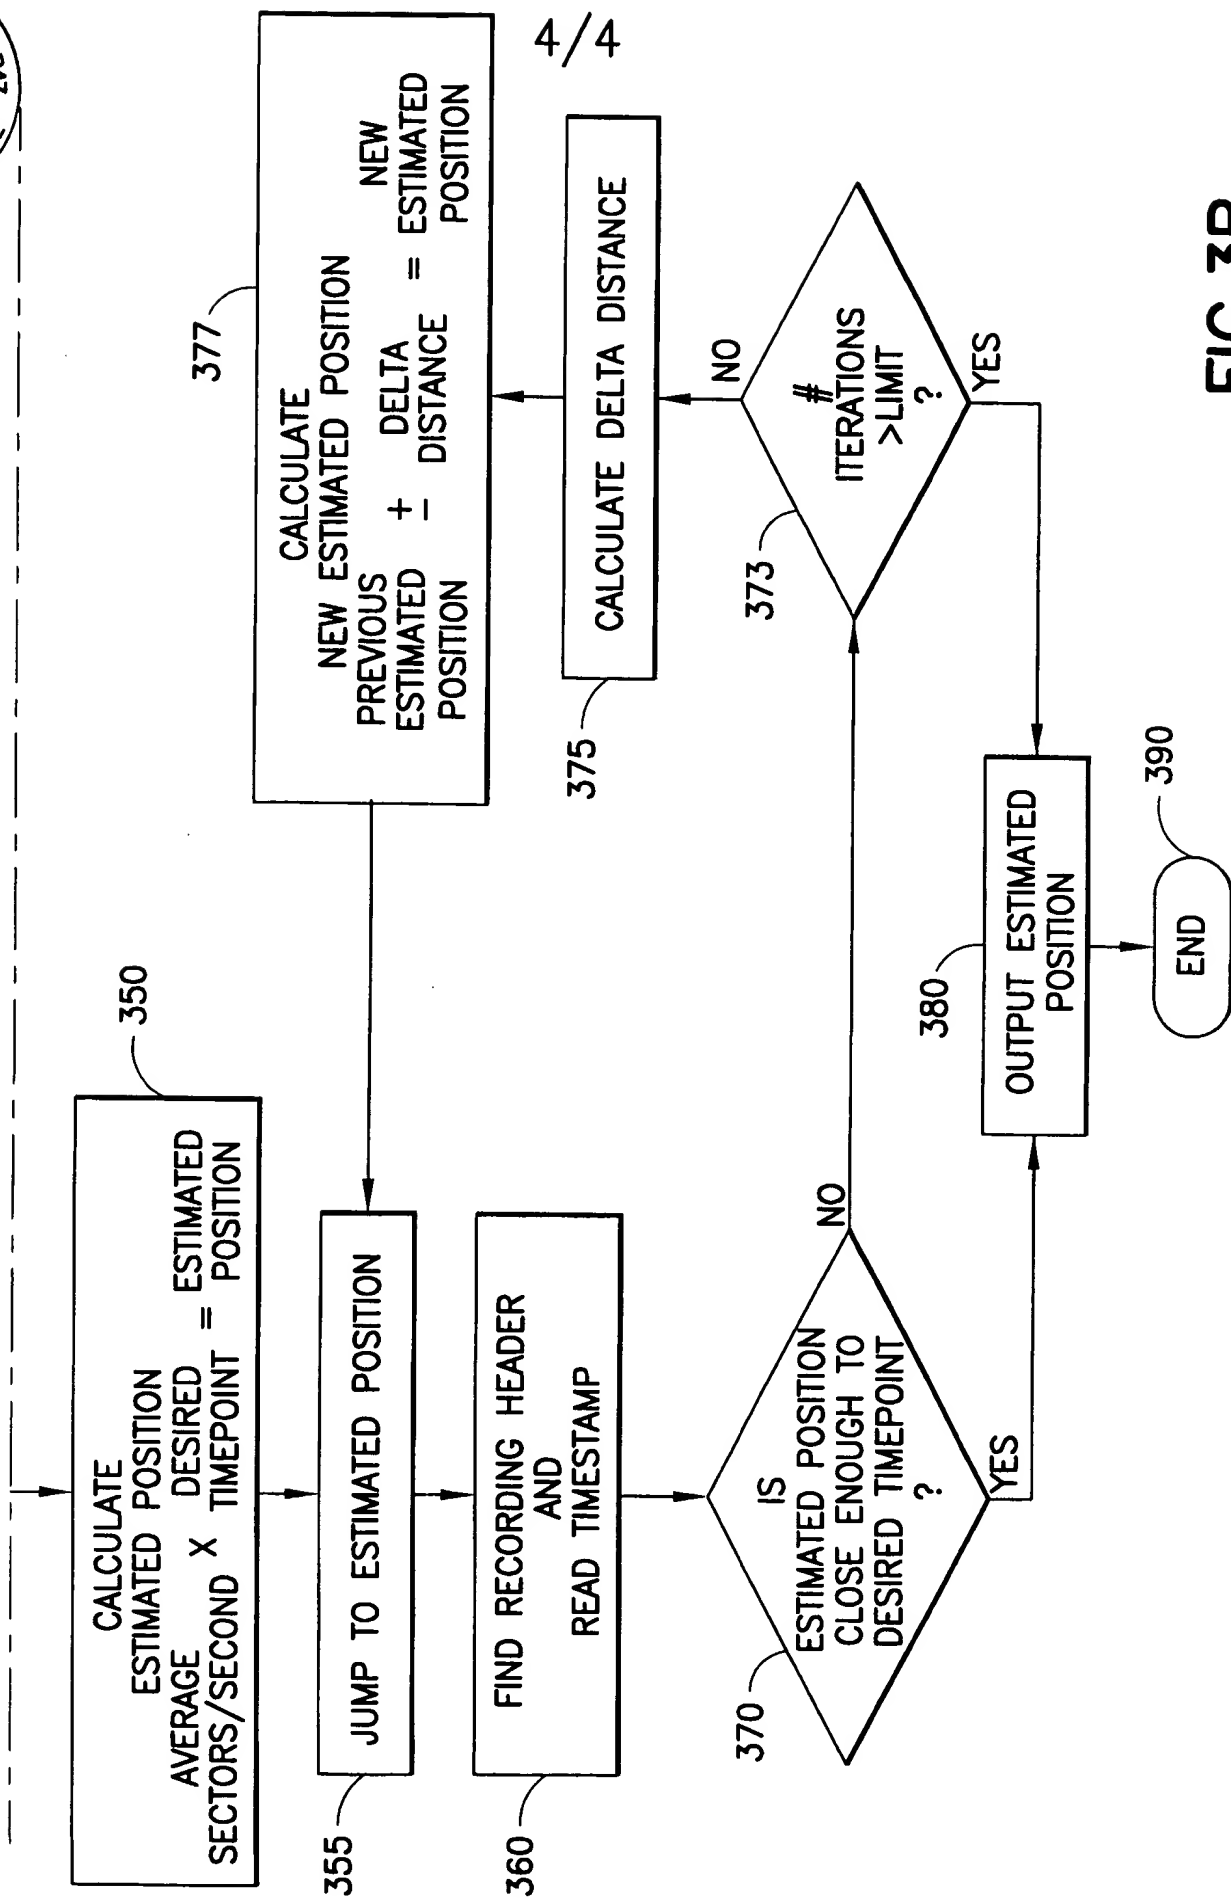 4/4
350
CALCULATE
ESTIMATED POSITION
AVERAGE DESIRED
SECTORS/SECOND X TIMEPOINT = ESTIMATED POSITION
355
JUMP TO ESTIMATED POSITION
360
FIND RECORDING HEADER
AND
READ TIMESTAMP
370
IS
ESTIMATED POSITION
CLOSE ENOUGH TO
DESIRED TIMEPOINT
?
NO
YES
377
CALCULATE
NEW ESTIMATED POSITION
PREVIOUS
ESTIMATED
POSITION
±
DELTA
DISTANCE
=
NEW
ESTIMATED
POSITION
375
CALCULATE DELTA DISTANCE
NO
373
#
ITERATIONS
>LIMIT
?
YES
380
OUTPUT ESTIMATED
POSITION
390
END